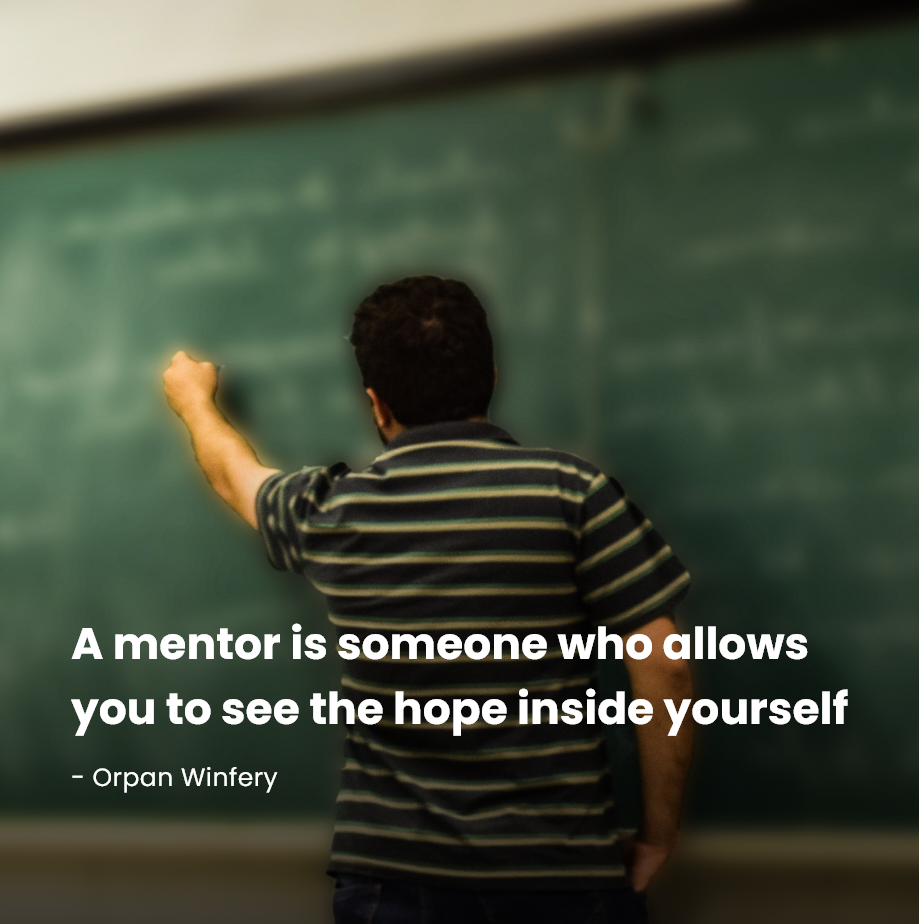 A mentor is someone who allows
you to see the hope inside yourself
- Orpan Winfery